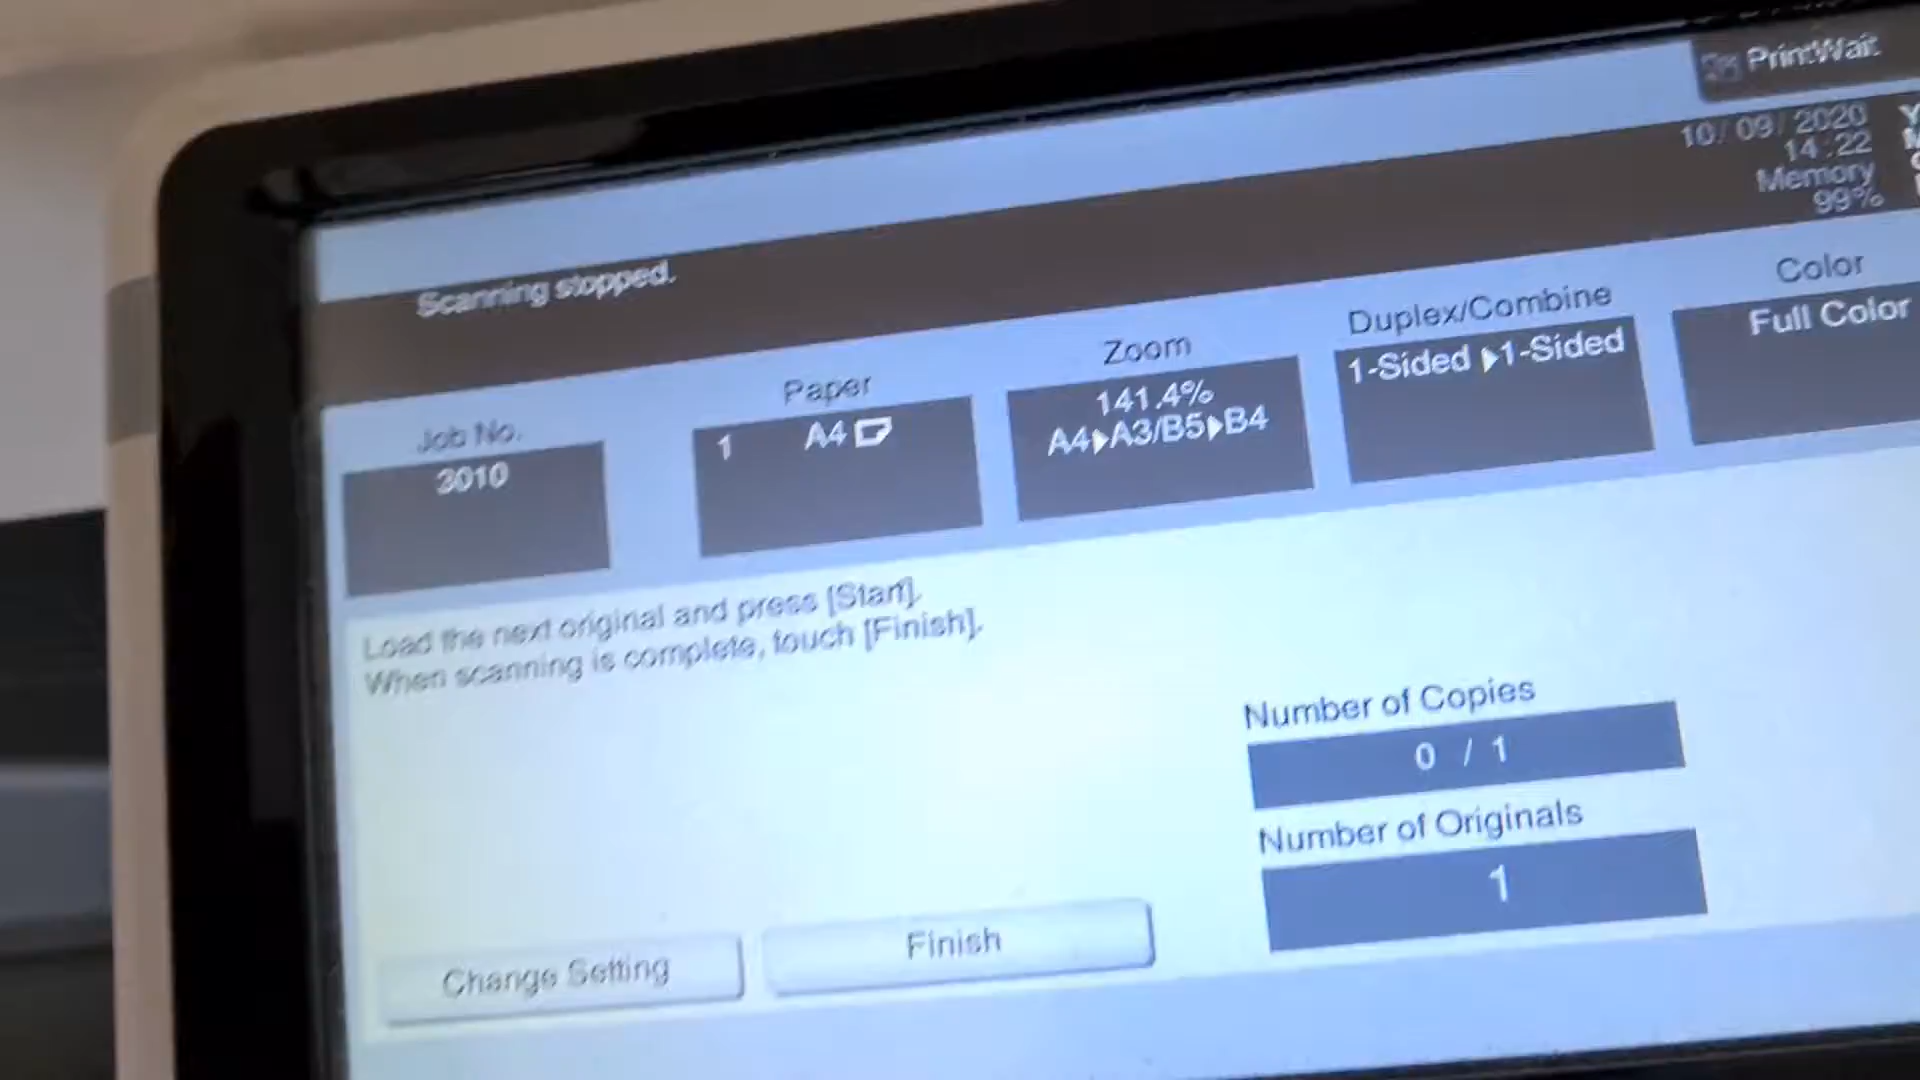 PrintWait
10/09/2020
14:22
Memory
99%
Scanning stopped.
Job No.
3010
Paper
1 A4
Zoom
141.4%
A4▶A3/B5▶B4
Duplex/Combine
1-Sided ▶1-Sided
Color
Full Color
Load the next original and press [Start].
When scanning is complete, touch [Finish].
Number of Copies
0 / 1
Number of Originals
1
Change Setting
Finish